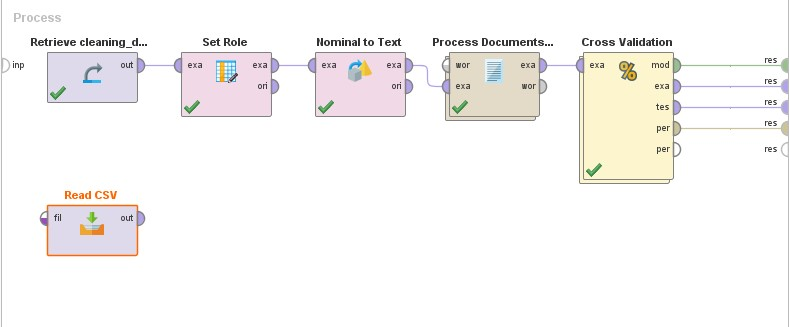 Process
Retrieve cleaning_d...
Set Role
Nominal to Text
Process Documents...
Cross Validation
inp
out
exa
exa
ori
exa
exa
ori
wor
exa
exa
wor
exa
mod
exa
tes
per
per
res
res
res
res
res
Read CSV
fil
out